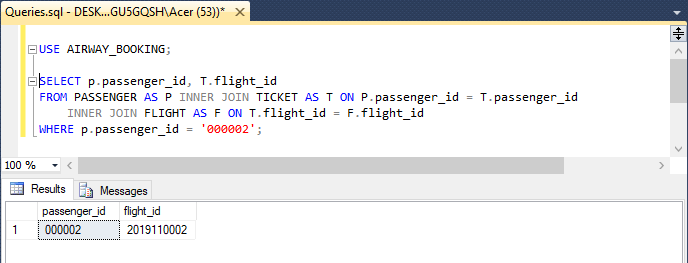 Queries.sql - DESK...GU5GQSH\Acer (53))*
USE AIRWAY_BOOKING;
SELECT p.passenger_id, T.flight_id
FROM PASSENGER AS P INNER JOIN TICKET AS T ON P.passenger_id = T.passenger_id
INNER JOIN FLIGHT AS F ON T.flight_id = F.flight_id
WHERE p.passenger_id = '000002';
100 %
Results Messages
passenger_id flight_id
1 000002 2019110002